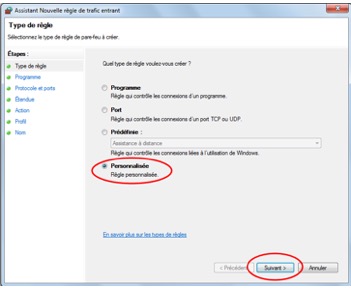 Assistant Nouvelle règle de trafic entrant
Type de règle
Sélectionnez le type de règle de pare-feu à créer.
Étapes :
Type de règle
Programme
Protocole et ports
Étendue
Action
Profil
Nom
Quel type de règle voulez-vous créer ?
Programme
Règle qui contrôle les connexions d'un programme.
Port
Règle qui contrôle les connexions d'un port TCP ou UDP.
Prédéfinie :
Assistance à distance
Règle qui contrôle les connexions liées à l'utilisation de Windows.
Personnalisée
Règle personnalisée.
En savoir plus sur les types de règles
< Précédent
Suivant >
Annuler